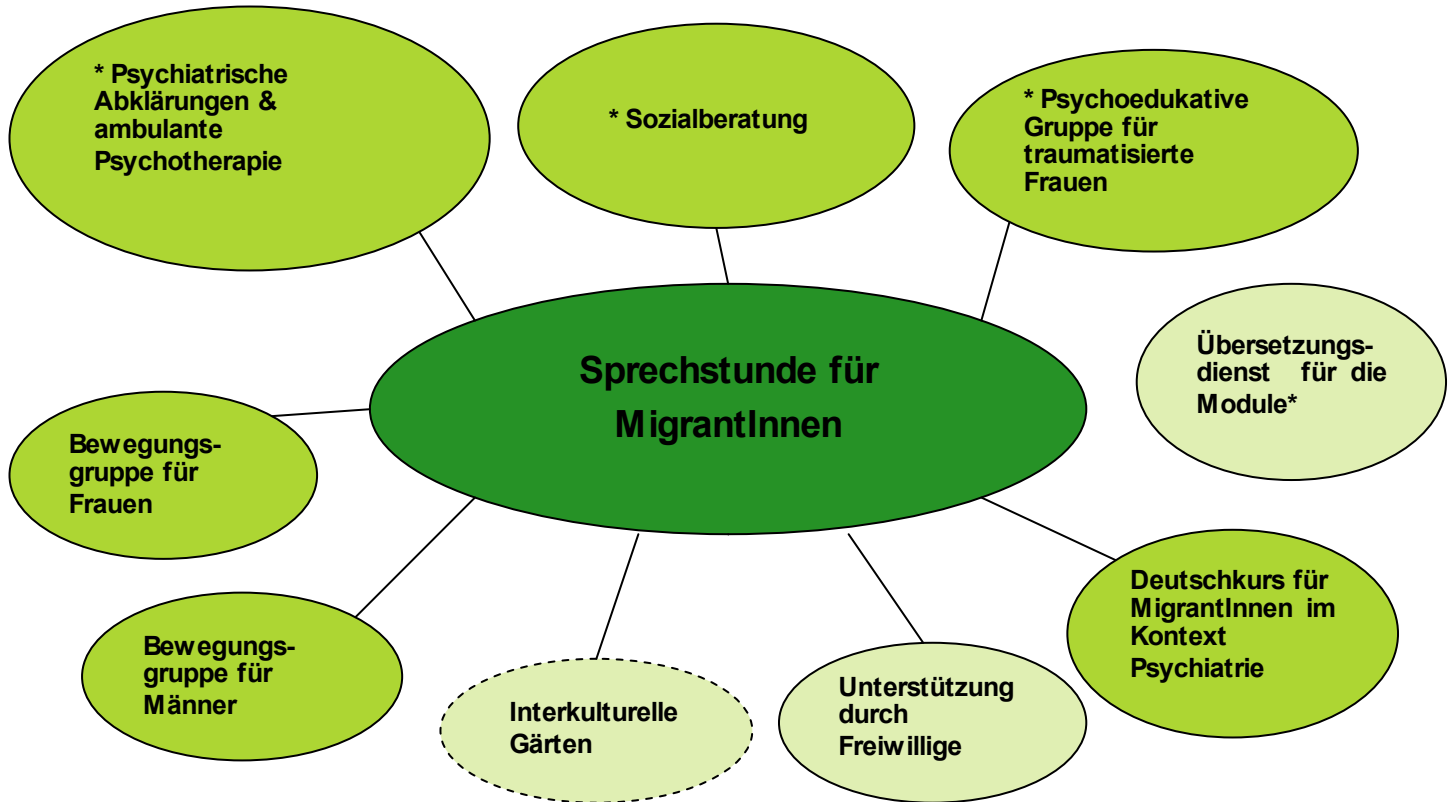 * Psychiatrische
Abklärungen &
ambulante
Psychotherapie
* Sozialberatung
* Psychoedukative
Gruppe für
traumatisierte
Frauen
Sprechstunde für
MigrantInnen
Übersetzungs-
dienst für die
Module*
Bewegungs-
gruppe für
Frauen
Bewegungs-
gruppe für
Männer
Interkulturelle
Gärten
Unterstützung
durch
Freiwillige
Deutschkurs für
MigrantInnen im
Kontext
Psychiatrie